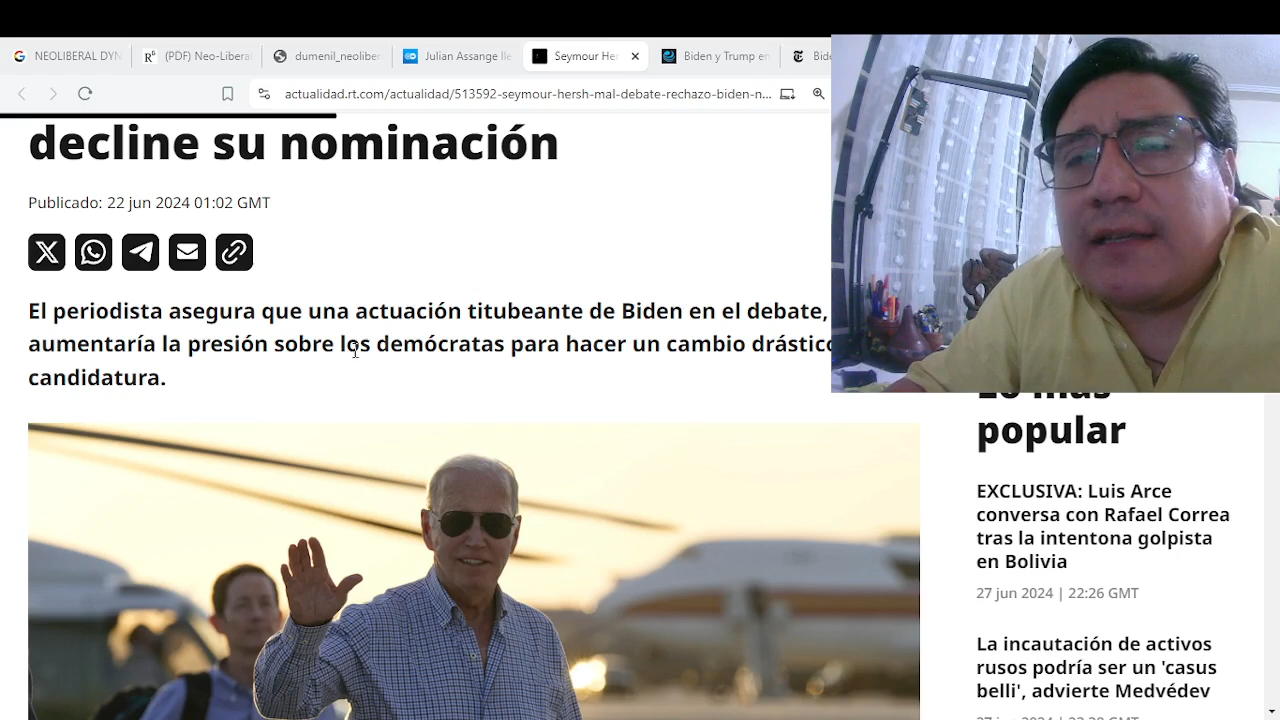 NEOLIBERAL DYN
(PDF) Neo-Libera
dumenil_neoliber
Julian Assange lle
Seymour Her
Biden y Trump en
Bid
actualidad.rt.com/actualidad/513592-seymour-hersh-mal-debate-rechazo-biden-n...
decline su nominación
Publicado: 22 jun 2024 01:02 GMT
El periodista asegura que una actuación titubeante de Biden en el debate,
aumentaría la presión sobre los demócratas para hacer un cambio drástico
candidatura.
Lo más
popular
EXCLUSIVA: Luis Arce
conversa con Rafael Correa
tras la intentona golpista
en Bolivia
27 jun 2024 | 22:26 GMT
La incautación de activos
rusos podría ser un 'casus
belli', advierte Medvédev